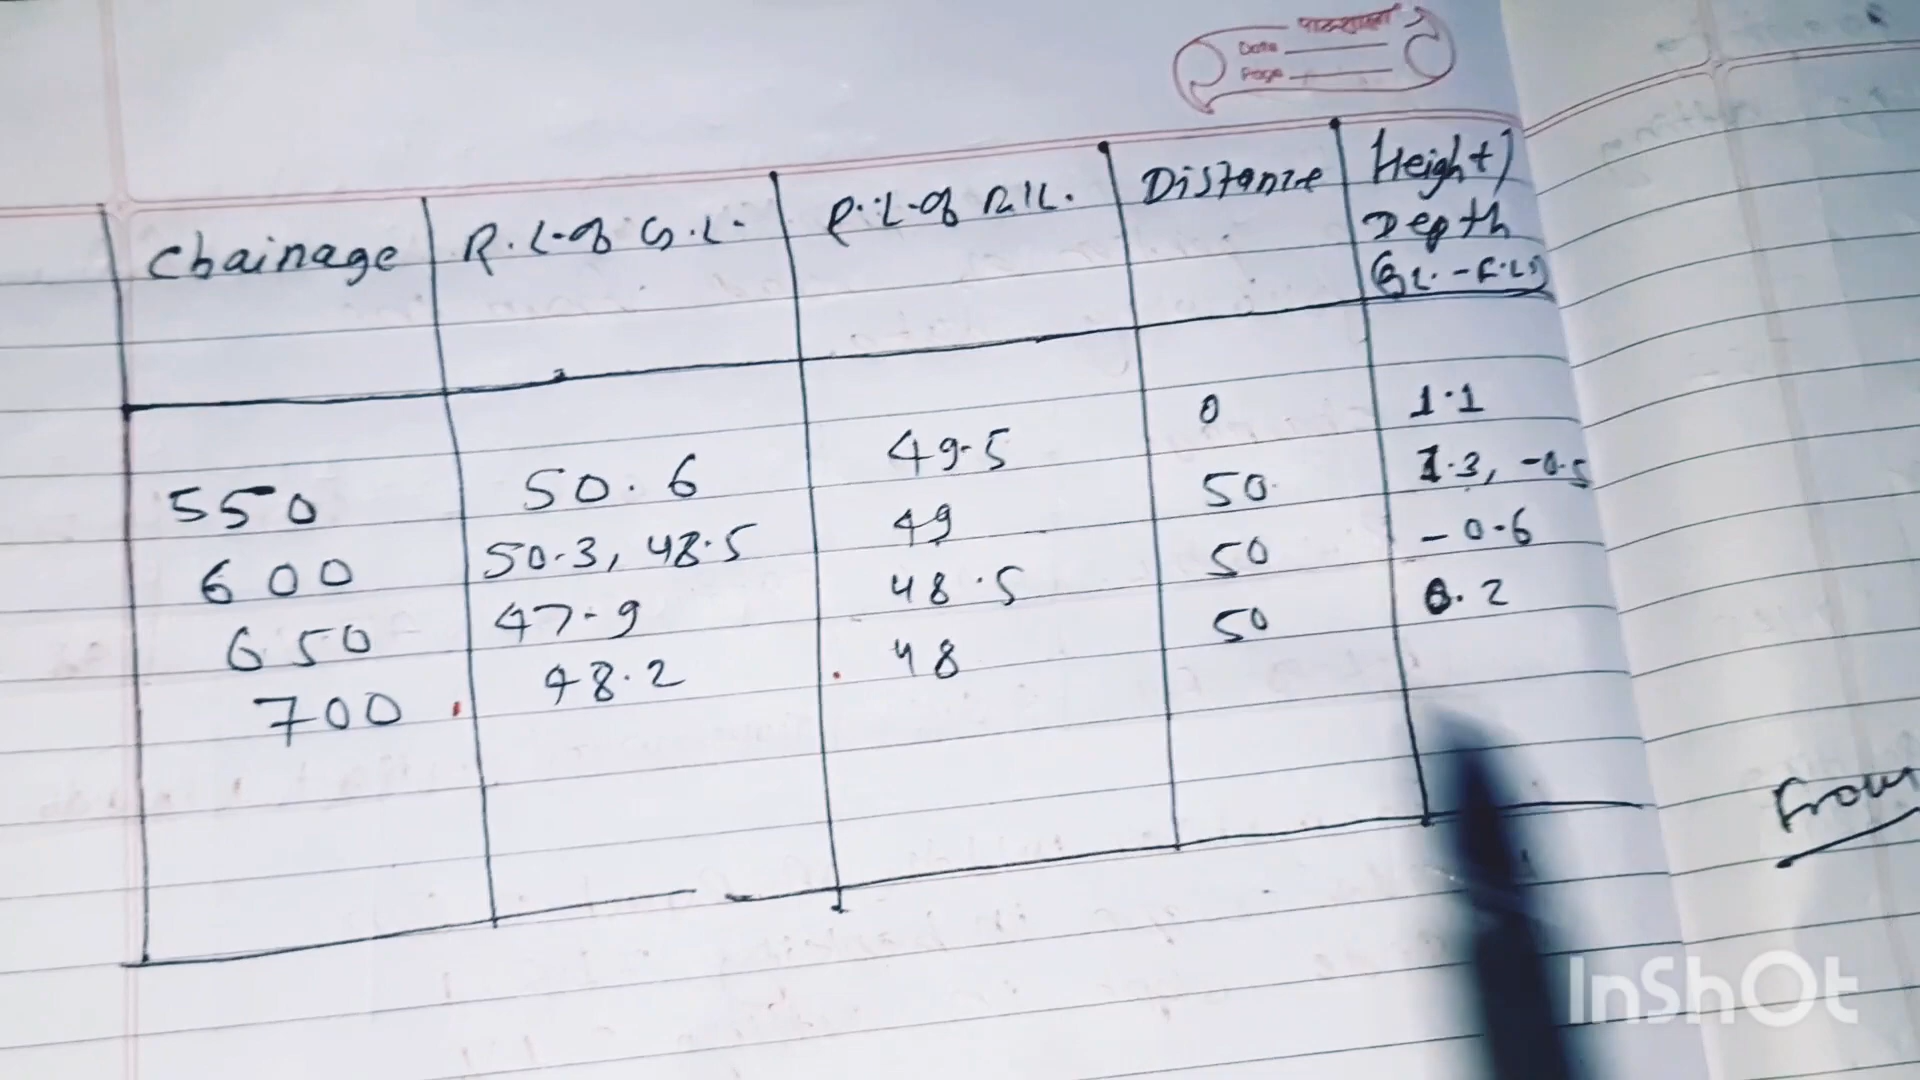 पाठशाला
Date
Page
Chainage R.L. of G.L. R.L. of Distance Height/
Depth
(G.L. - F.L.)
550 50.6 49.5 0 1.1
600 50.3, 48.5 49 50 1.3, -0.5
650 47.9 48.5 50 -0.6
700 48.2 48 50 0.2
from
InShOt